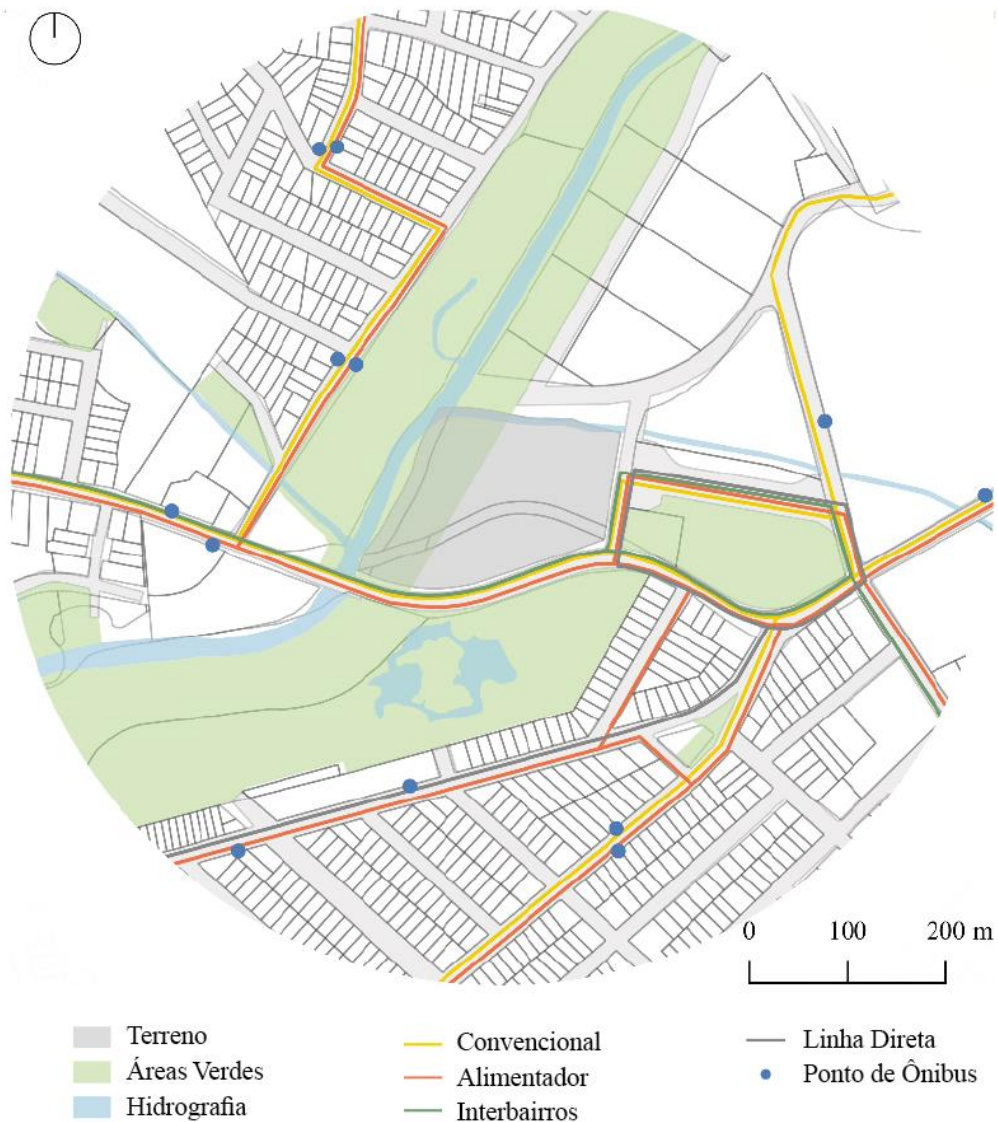 0 100 200 m
Terreno
Áreas Verdes
Hidrografia
Convencional
Alimentador
Interbairros
Linha Direta
Ponto de Ônibus